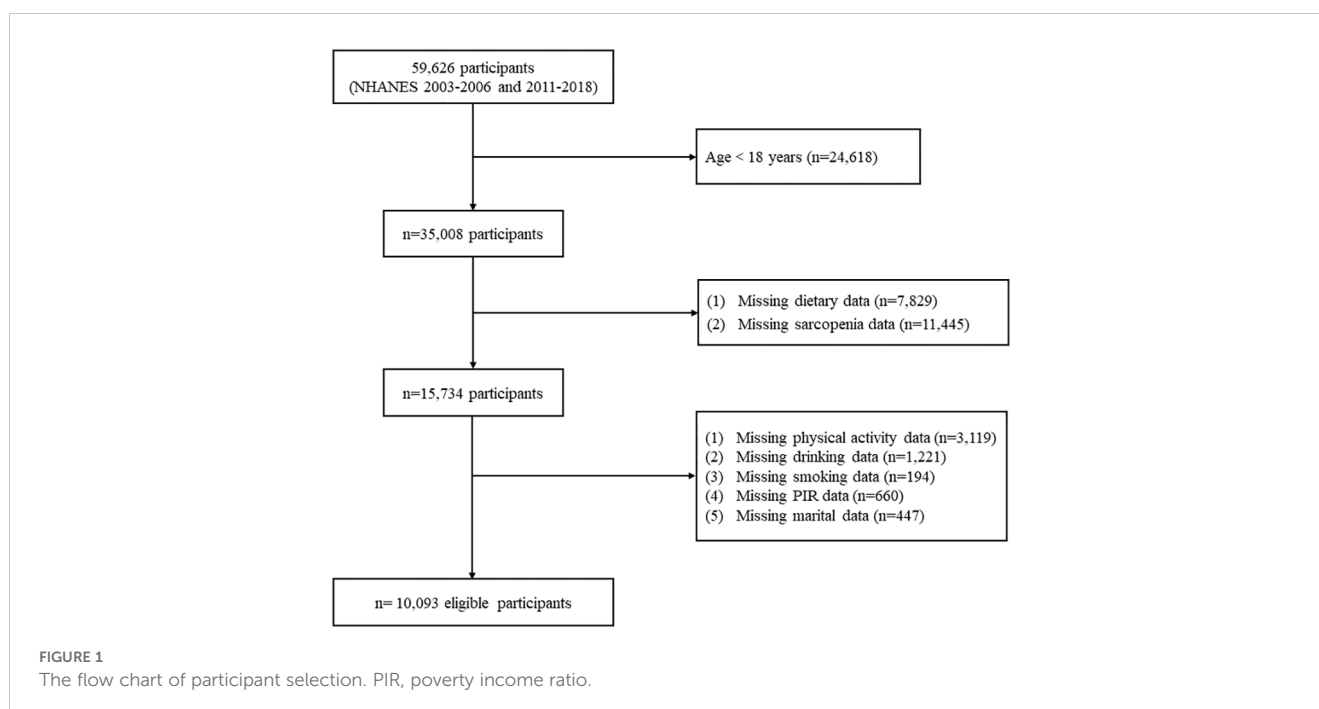 59,626 participants
(NHANES 2003-2006 and 2011-2018)
Age < 18 years (n=24,618)
n=35,008 participants
(1) Missing dietary data (n=7,829)
(2) Missing sarcopenia data (n=11,445)
n=15,734 participants
(1) Missing physical activity data (n=3,119)
(2) Missing drinking data (n=1,221)
(3) Missing smoking data (n=194)
(4) Missing PIR data (n=660)
(5) Missing marital data (n=447)
n= 10,093 eligible participants
FIGURE 1
The flow chart of participant selection. PIR, poverty income ratio.